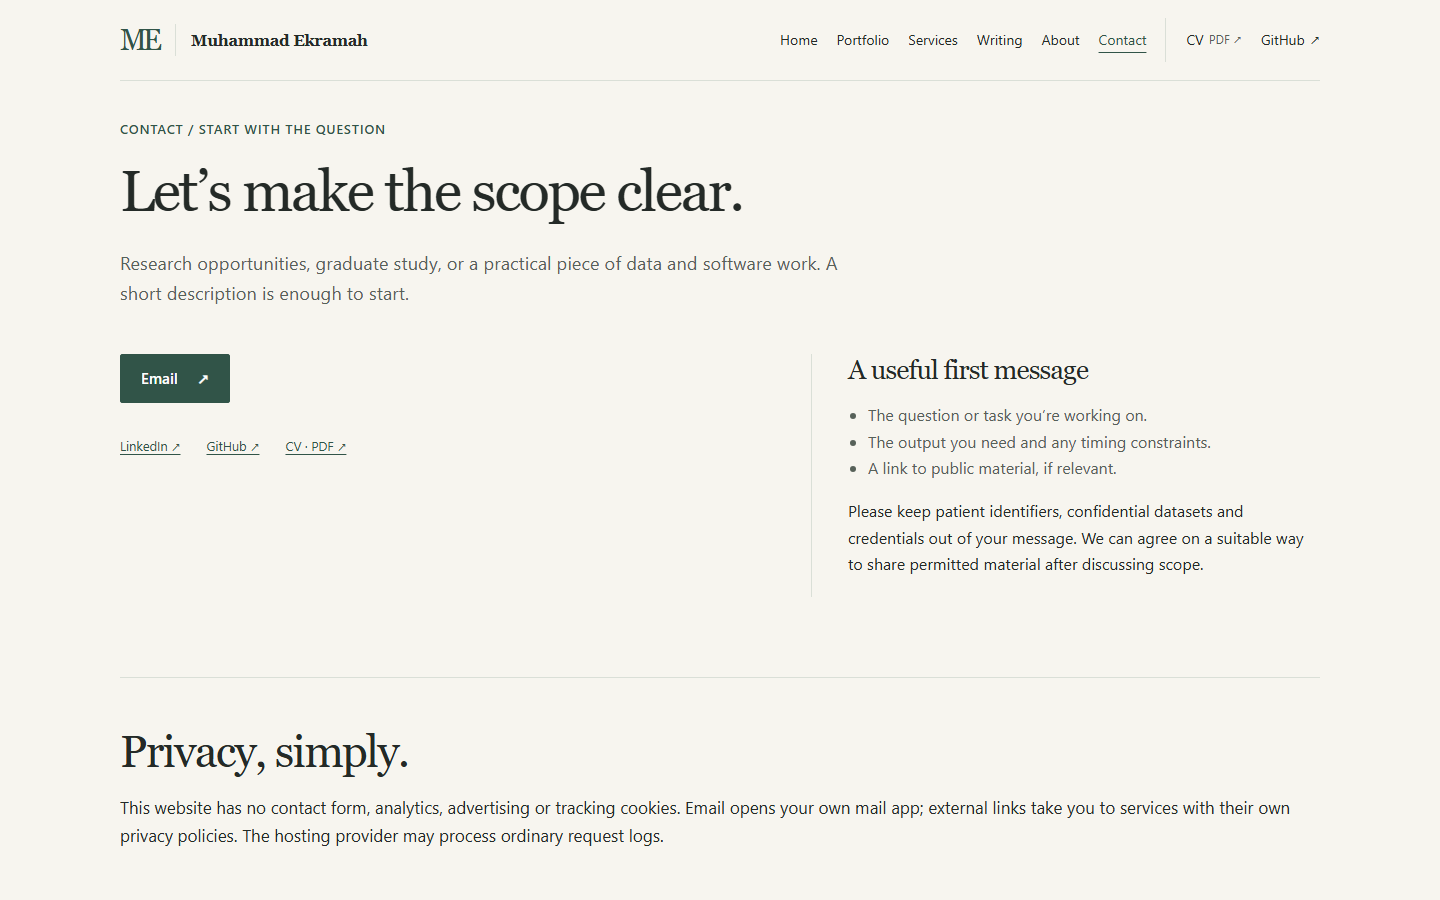 ME
Muhammad Ekramah
Home Portfolio Services Writing About Contact CV PDF ↗ GitHub ↗
CONTACT / START WITH THE QUESTION
Let’s make the scope clear.
Research opportunities, graduate study, or a practical piece of data and software work. A
short description is enough to start.
Email ↗
LinkedIn ↗ GitHub ↗ CV · PDF ↗
A useful first message
• The question or task you’re working on.
• The output you need and any timing constraints.
• A link to public material, if relevant.
Please keep patient identifiers, confidential datasets and
credentials out of your message. We can agree on a suitable way
to share permitted material after discussing scope.
Privacy, simply.
This website has no contact form, analytics, advertising or tracking cookies. Email opens your own mail app; external links take you to services with their own
privacy policies. The hosting provider may process ordinary request logs.